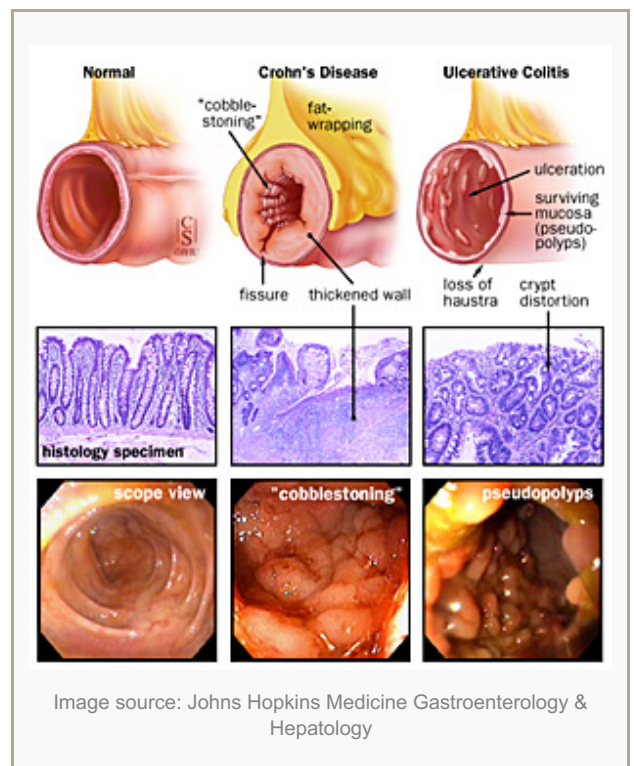 Normal
Crohn's Disease
Ulcerative Colitis
"cobble-
stoning"
fat-
wrapping
ulceration
surviving
mucosa
(pseudo-
polyps)
CS
fissure
thickened wall
loss of
haustra
crypt
distortion
histology specimen
scope view
"cobblestoning"
pseudopolyps
Image source: Johns Hopkins Medicine Gastroenterology &
Hepatology